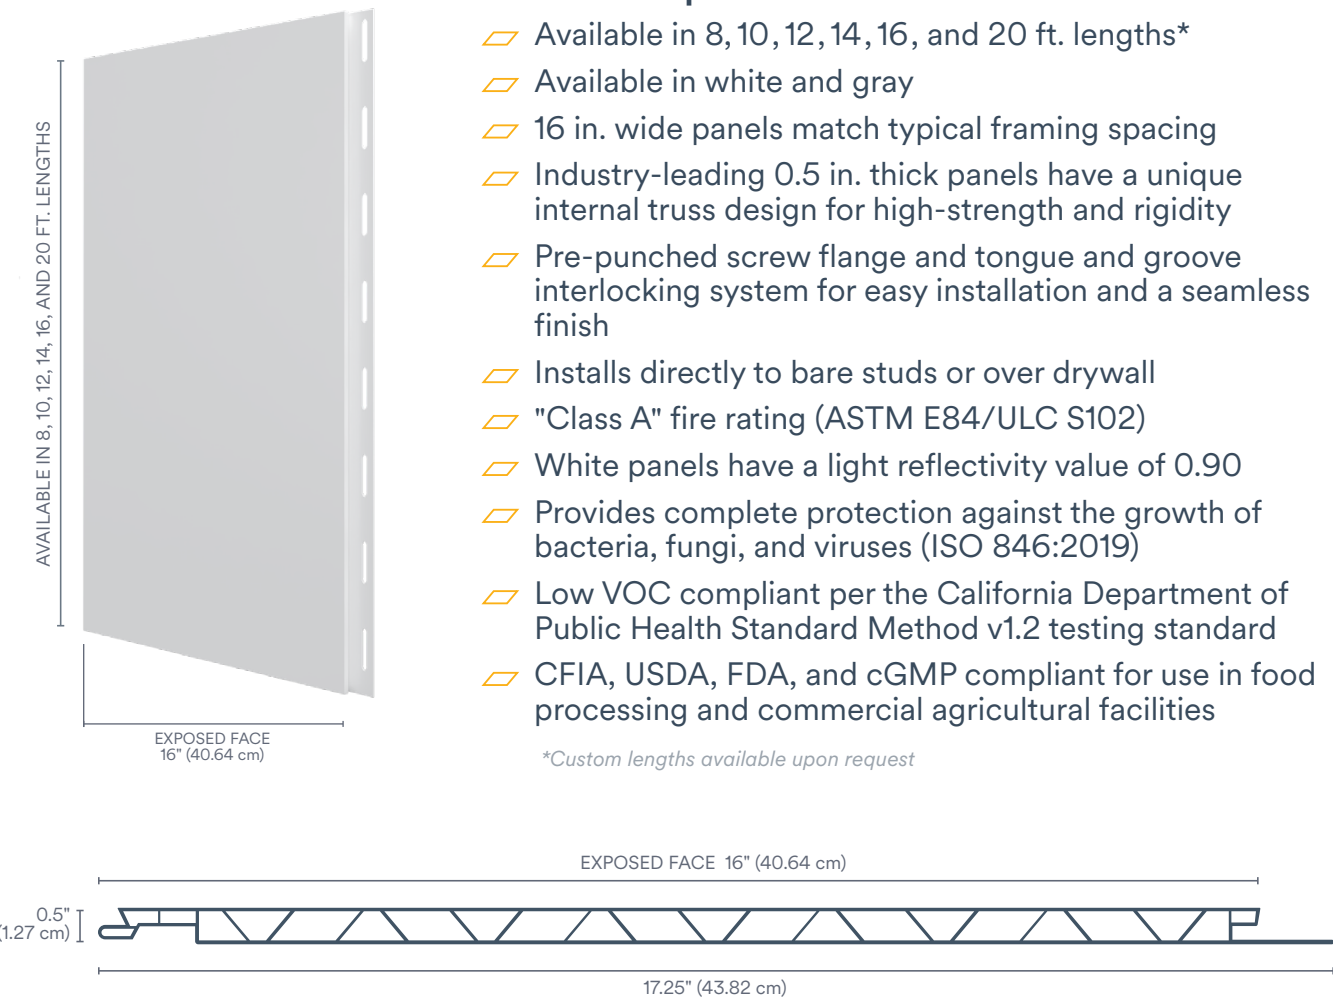 Available in 8, 10, 12, 14, 16, and 20 ft. lengths*
Available in white and gray
16 in. wide panels match typical framing spacing
Industry-leading 0.5 in. thick panels have a unique
internal truss design for high-strength and rigidity
Pre-punched screw flange and tongue and groove
interlocking system for easy installation and a seamless
finish
Installs directly to bare studs or over drywall
"Class A" fire rating (ASTM E84/ULC S102)
White panels have a light reflectivity value of 0.90
Provides complete protection against the growth of
bacteria, fungi, and viruses (ISO 846:2019)
Low VOC compliant per the California Department of
Public Health Standard Method v1.2 testing standard
CFIA, USDA, FDA, and cGMP compliant for use in food
processing and commercial agricultural facilities
*Custom lengths available upon request
AVAILABLE IN 8, 10, 12, 14, 16, AND 20 FT. LENGTHS
EXPOSED FACE
16" (40.64 cm)
EXPOSED FACE 16" (40.64 cm)
0.5"
(1.27 cm)
17.25" (43.82 cm)